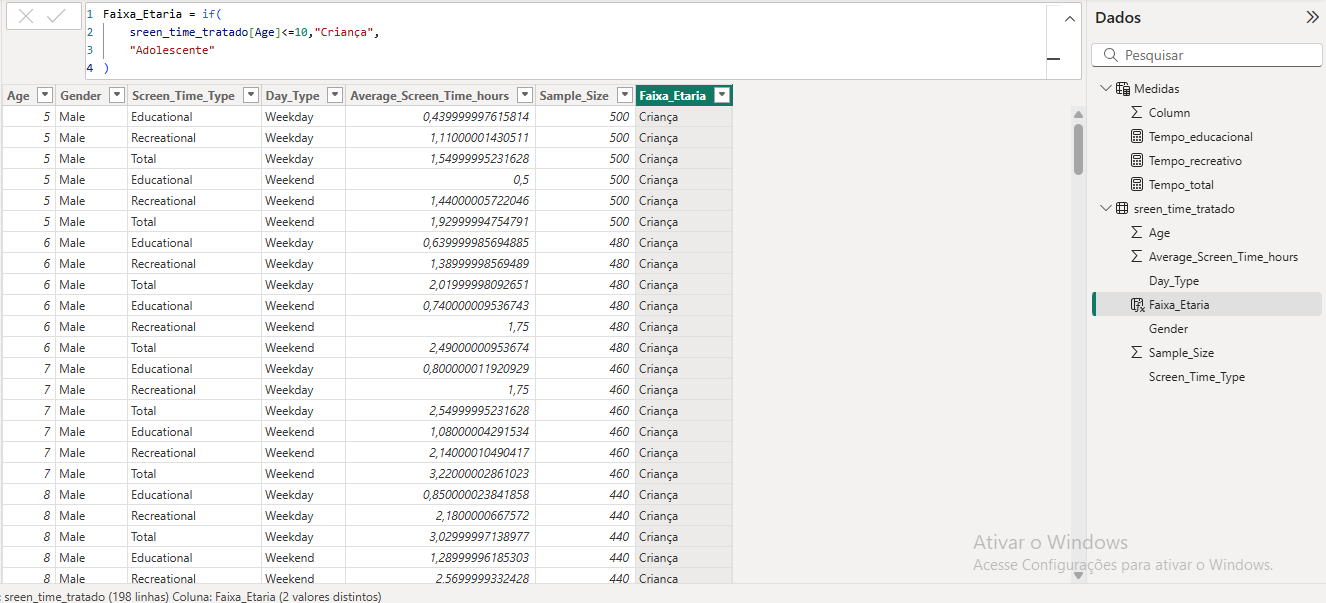 1 Faixa_Etaria = if(
2 sreen_time_tratado[Age]<=10,"Criança",
3 "Adolescente"
4 )
Age Gender Screen_Time_Type Day_Type Average_Screen_Time_hours Sample_Size Faixa_Etaria
5 Male Educational Weekday 0,439999997615814 500 Criança
5 Male Recreational Weekday 1,11000001430511 500 Criança
5 Male Total Weekday 1,54999995231628 500 Criança
5 Male Educational Weekend 0,5 500 Criança
5 Male Recreational Weekend 1,44000005722046 500 Criança
5 Male Total Weekend 1,92999994754791 500 Criança
6 Male Educational Weekday 0,639999985694885 480 Criança
6 Male Recreational Weekday 1,38999998569489 480 Criança
6 Male Total Weekday 2,01999998092651 480 Criança
6 Male Educational Weekend 0,740000009536743 480 Criança
6 Male Recreational Weekend 1,75 480 Criança
6 Male Total Weekend 2,49000000953674 480 Criança
7 Male Educational Weekday 0,800000011920929 460 Criança
7 Male Recreational Weekday 1,75 460 Criança
7 Male Total Weekday 2,54999995231628 460 Criança
7 Male Educational Weekend 1,08000004291534 460 Criança
7 Male Recreational Weekend 2,14000010490417 460 Criança
7 Male Total Weekend 3,22000002861023 460 Criança
8 Male Educational Weekday 0,850000023841858 440 Criança
8 Male Recreational Weekday 2,1800000667572 440 Criança
8 Male Total Weekday 3,02999997138977 440 Criança
8 Male Educational Weekend 1,28999996185303 440 Criança
8 Male Recreational Weekend 2,5699999332428 440 Criança
: sreen_time_tratado (198 linhas) Coluna: Faixa_Etaria (2 valores distintos)
Dados
Pesquisar
Medidas
Column
Tempo_educacional
Tempo_recreativo
Tempo_total
sreen_time_tratado
Age
Average_Screen_Time_hours
Day_Type
Faixa_Etaria
Gender
Sample_Size
Screen_Time_Type
Ativar o Windows
Acesse Configurações para ativar o Windows.